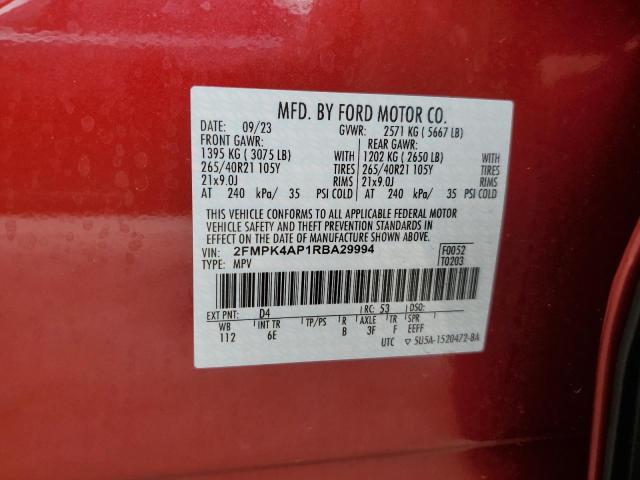 MFD. BY FORD MOTOR CO.
DATE: 09/23 GVWR: 2571 KG ( 5667 LB)
FRONT GAWR: REAR GAWR:
1395 KG ( 3075 LB) WITH 1202 KG ( 2650 LB) WITH
265/40R21 105Y TIRES 265/40R21 105Y TIRES
21x9.0J RIMS 21x9.0J RIMS
AT 240 kPa/ 35 PSI COLD AT 240 kPa/ 35 PSI COLD
THIS VEHICLE CONFORMS TO ALL APPLICABLE FEDERAL MOTOR
VEHICLE SAFETY AND THEFT PREVENTION STANDARDS IN
EFFECT ON THE DATE OF MANUFACTURE SHOWN ABOVE.
VIN: 2FMPK4AP1RBA29994 F0052
TYPE: MPV T0203
EXT PNT: D4 RC: 53 DSO:
WB INT TR TP/PS R AXLE TR SPR
112 6E B 3F F EEFF
UTC ▽ 5U5A-1520472-BA